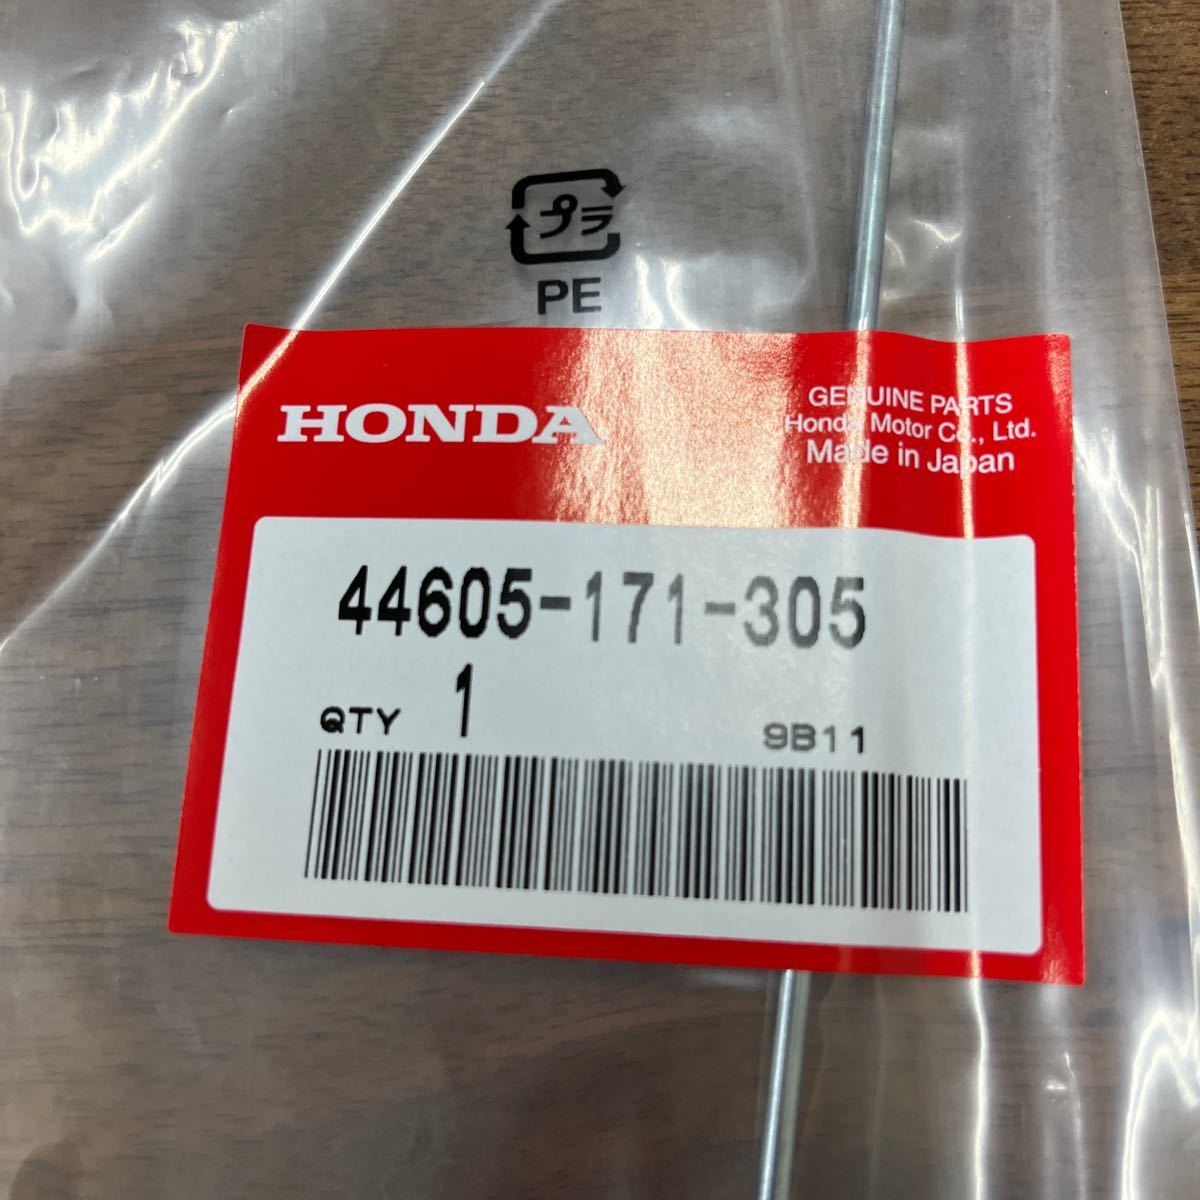 プラ
PE
HONDA
GENUINE PARTS
Honda Motor Co., Ltd.
Made in Japan
44605-171-305
QTY 1
9B11